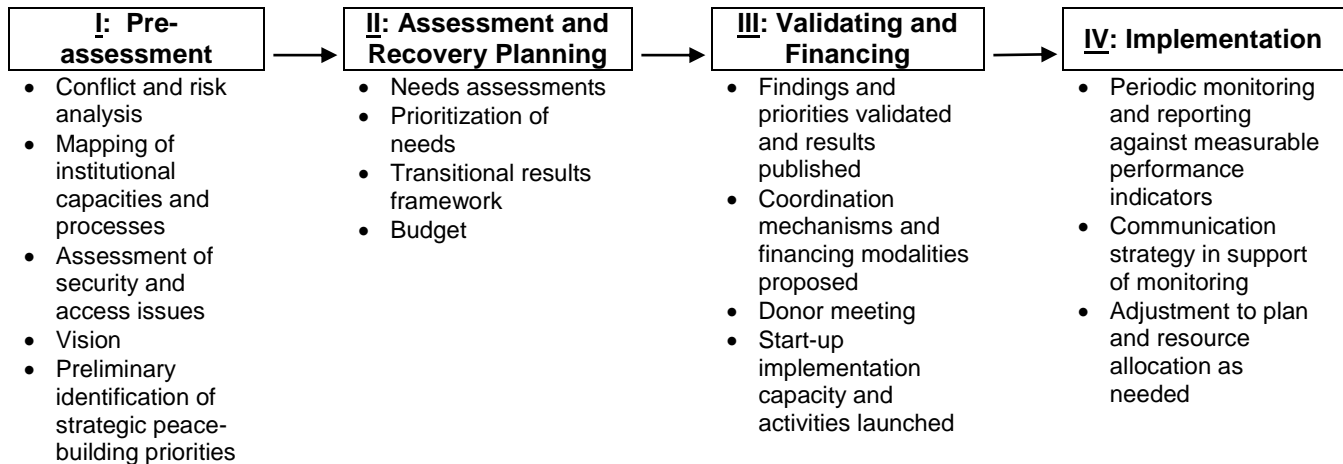 I: Pre-
assessment
• Conflict and risk
analysis
• Mapping of
institutional
capacities and
processes
• Assessment of
security and
access issues
• Vision
• Preliminary
identification of
strategic peace-
building priorities
II: Assessment and
Recovery Planning
• Needs assessments
• Prioritization of
needs
• Transitional results
framework
• Budget
III: Validating and
Financing
• Findings and
priorities validated
and results
published
• Coordination
mechanisms and
financing modalities
proposed
• Donor meeting
• Start-up
implementation
capacity and
activities launched
IV: Implementation
• Periodic monitoring
and reporting
against measurable
performance
indicators
• Communication
strategy in support
of monitoring
• Adjustment to plan
and resource
allocation as
needed